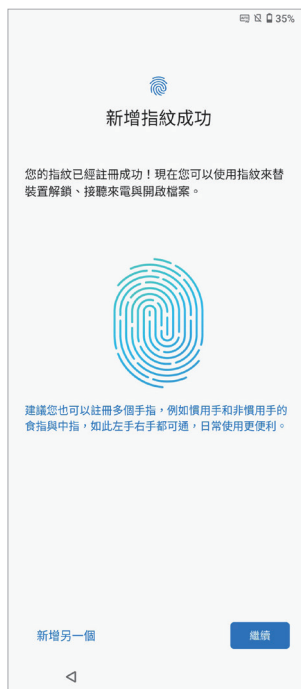 35%
新增指紋成功
您的指紋已經註冊成功！現在您可以使用指紋來替
裝置解鎖、接聽來電與開啟檔案。
建議您也可以註冊多個手指，例如慣用手和非慣用手的
食指與中指，如此左手右手都可通，日常使用更便利。
新增另一個
繼續